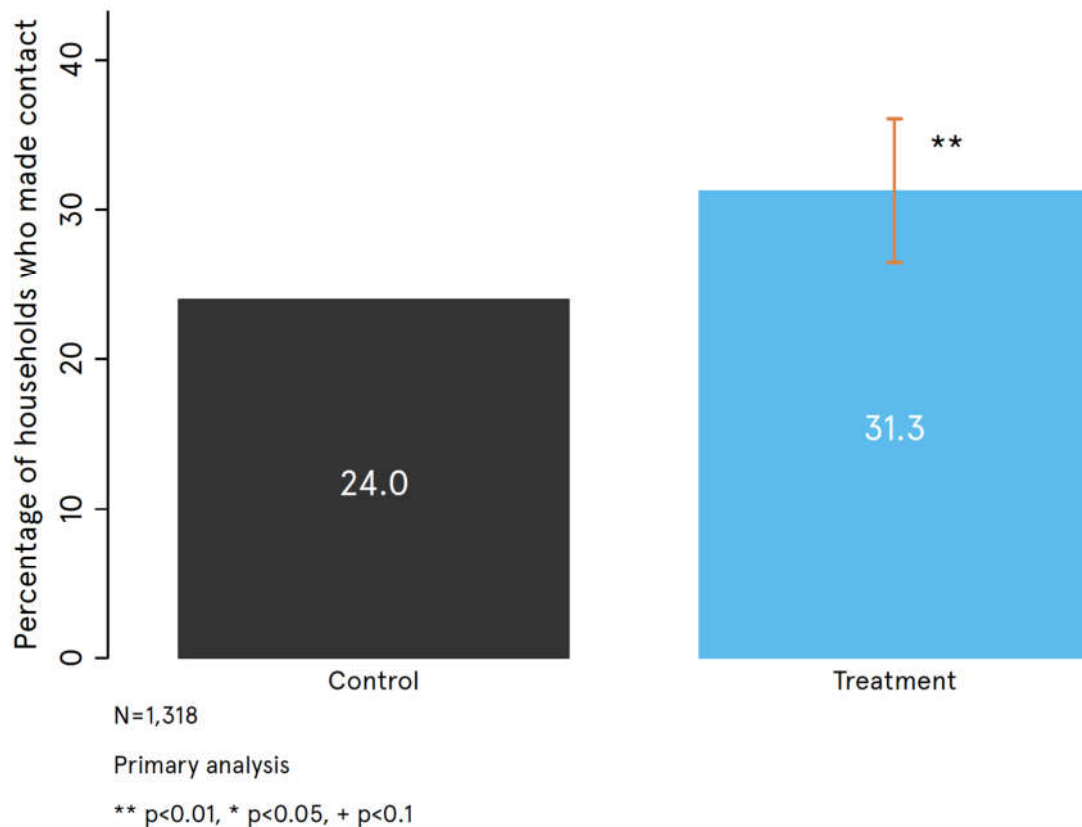 Percentage of households who made contact
40
30
20
10
0
24.0
31.3
**
Control
Treatment
N=1,318
Primary analysis
** p<0.01, * p<0.05, + p<0.1